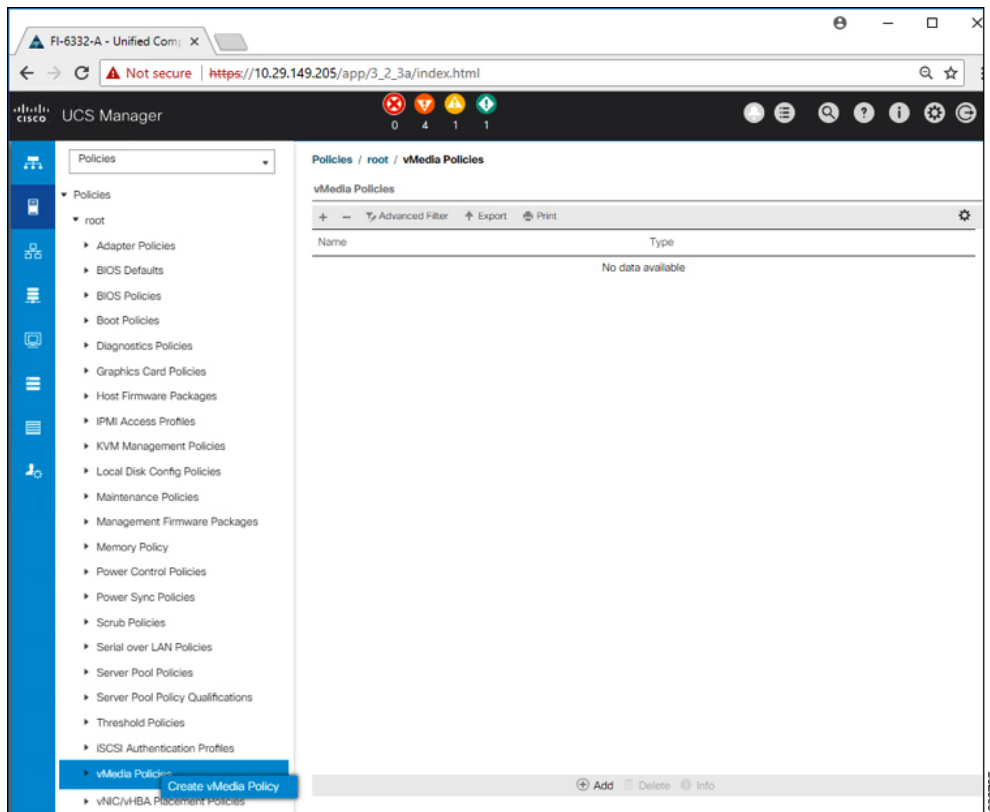 FI-6332-A - Unified Com
Not secure | https://10.29.149.205/app/3_2_3a/index.html
cisco UCS Manager
0 4 1 1
Policies
Policies / root / vMedia Policies
Policies
root
Adapter Policies
BIOS Defaults
BIOS Policies
Boot Policies
Diagnostics Policies
Graphics Card Policies
Host Firmware Packages
IPMI Access Profiles
KVM Management Policies
Local Disk Config Policies
Maintenance Policies
Management Firmware Packages
Memory Policy
Power Control Policies
Power Sync Policies
Scrub Policies
Serial over LAN Policies
Server Pool Policies
Server Pool Policy Qualifications
Threshold Policies
iSCSI Authentication Profiles
vMedia Policies
Create vMedia Policy
vNIC/vHBA Placement Policies
vMedia Policies
+ − Advanced Filter Export Print
Name Type
No data available
Add Delete Info